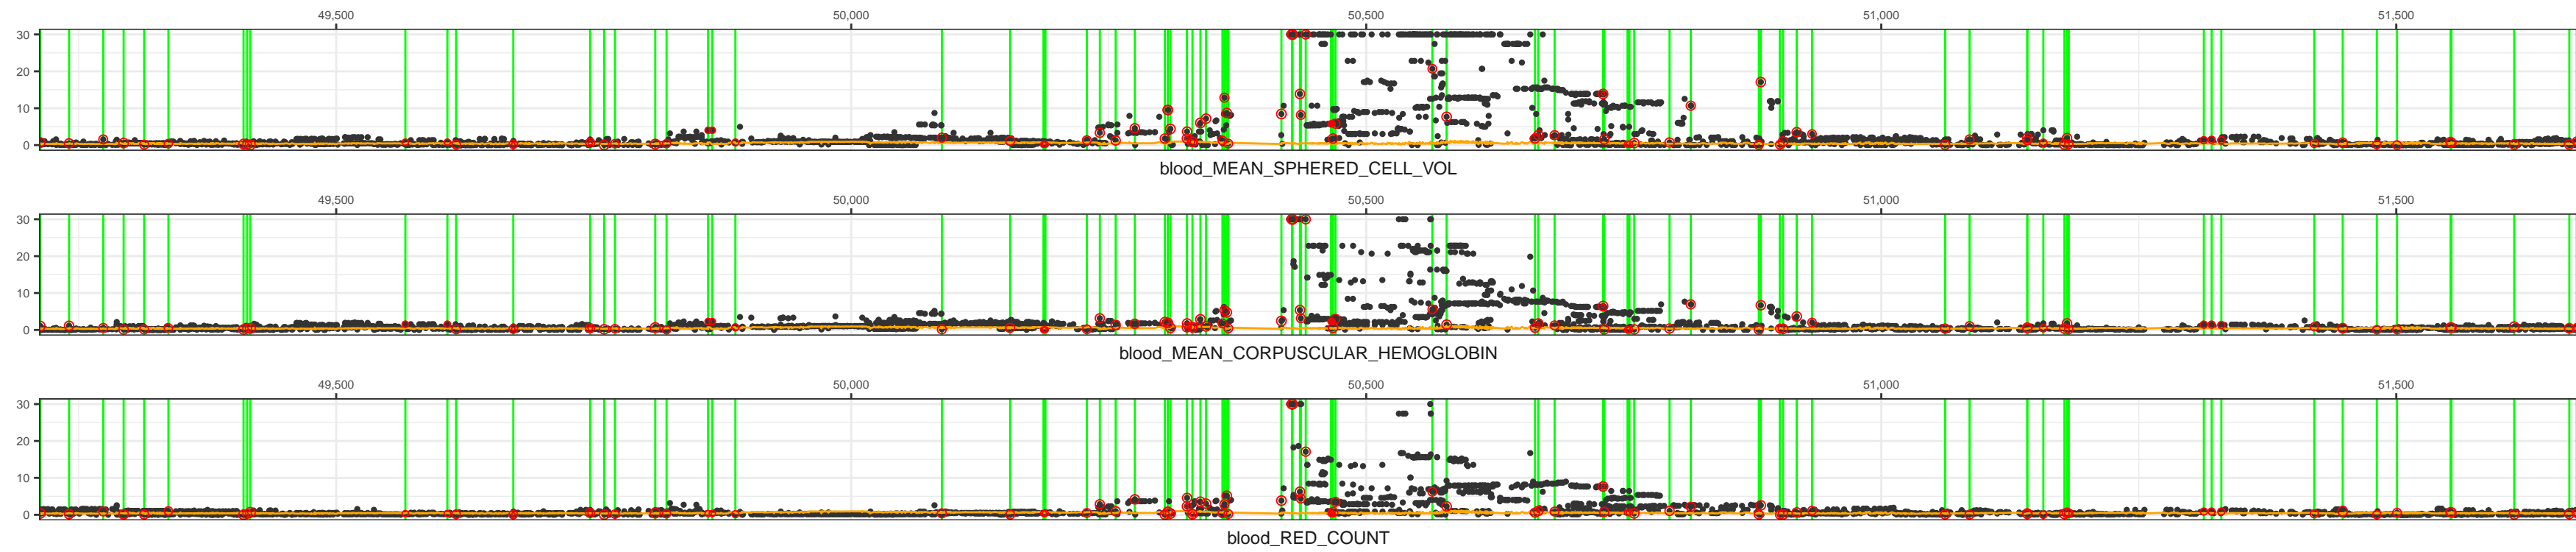 49,500 50,000 50,500 51,000 51,500
30
20
10
0
blood_MEAN_SPHERED_CELL_VOL
49,500 50,000 50,500 51,000 51,500
30
20
10
0
blood_MEAN_CORPUSCULAR_HEMOGLOBIN
49,500 50,000 50,500 51,000 51,500
30
20
10
0
blood_RED_COUNT